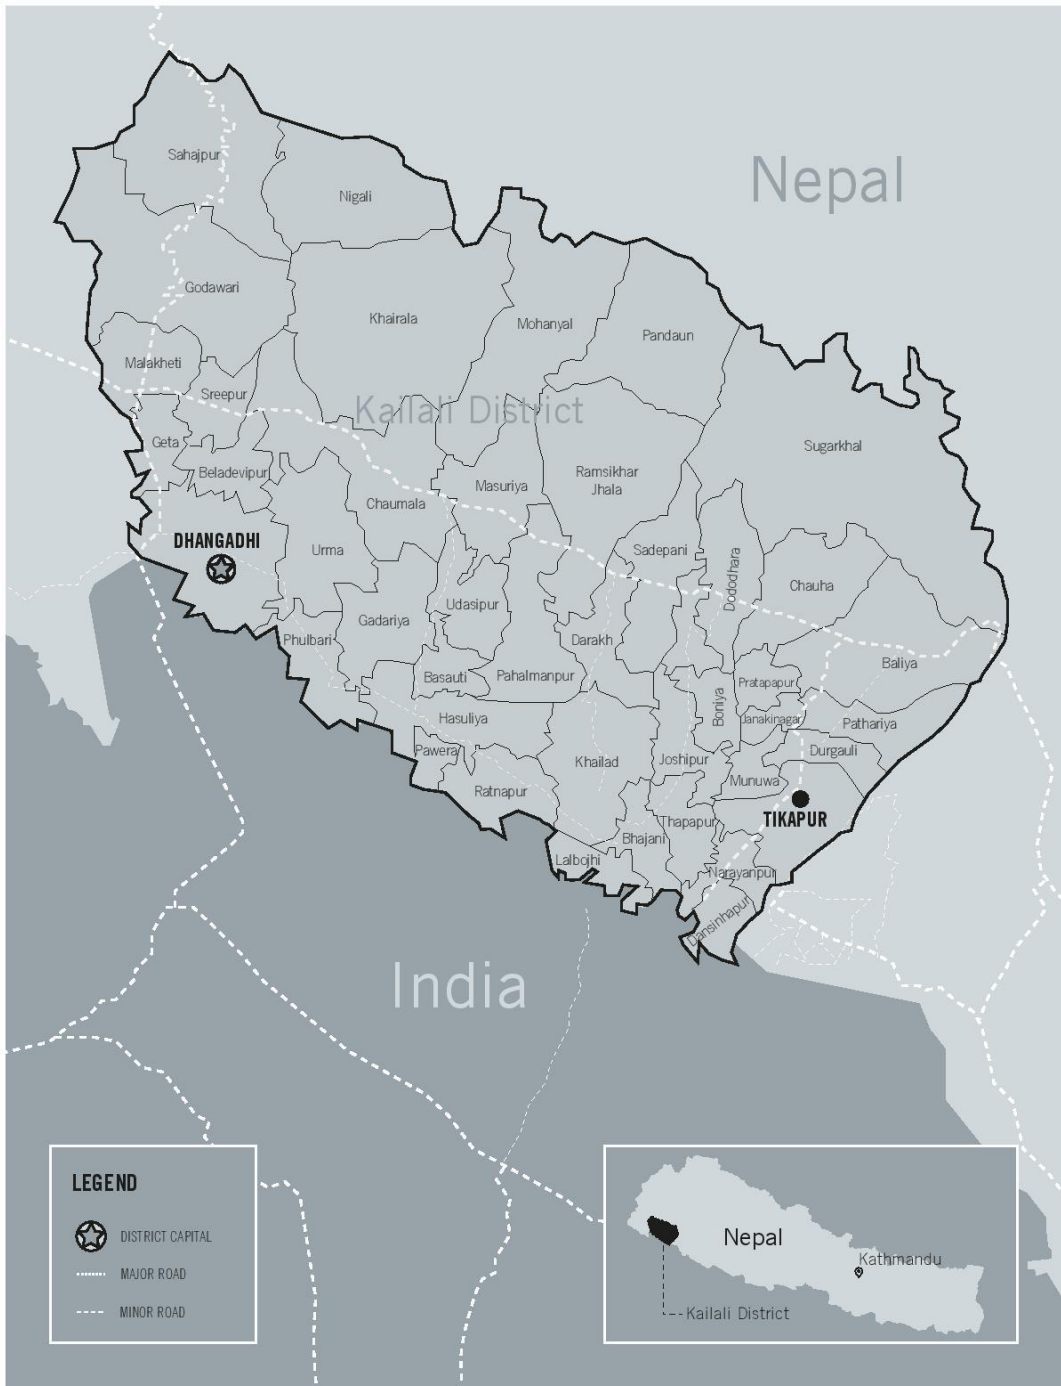 Nepal
Sahajpur
Nigali
Godawari
Khairala
Mohanyal
Pandaun
Malakheti
Sreepur
Kailali District
Geta
Beladevipur
Sugarkhal
Ramsikhar
Jhala
Masuriya
Chaumala
DHANGADHI
Urma
Sadepani
Dododhara
Chauha
Udasipur
Gadariya
Phulbari
Darakh
Baliya
Basauti
Pahalmanpur
Pratapapur
Boniya
Hasuliya
Janakinagar
Pathariya
Pawera
Durgauli
Khailad
Joshipur
Munuwa
Ratnapur
TIKAPUR
Thapapur
Bhajani
Lalbojhi
Narayanpur
Dansinhapur
India
LEGEND
DISTRICT CAPITAL
MAJOR ROAD
MINOR ROAD
Nepal
Kathmandu
Kailali District